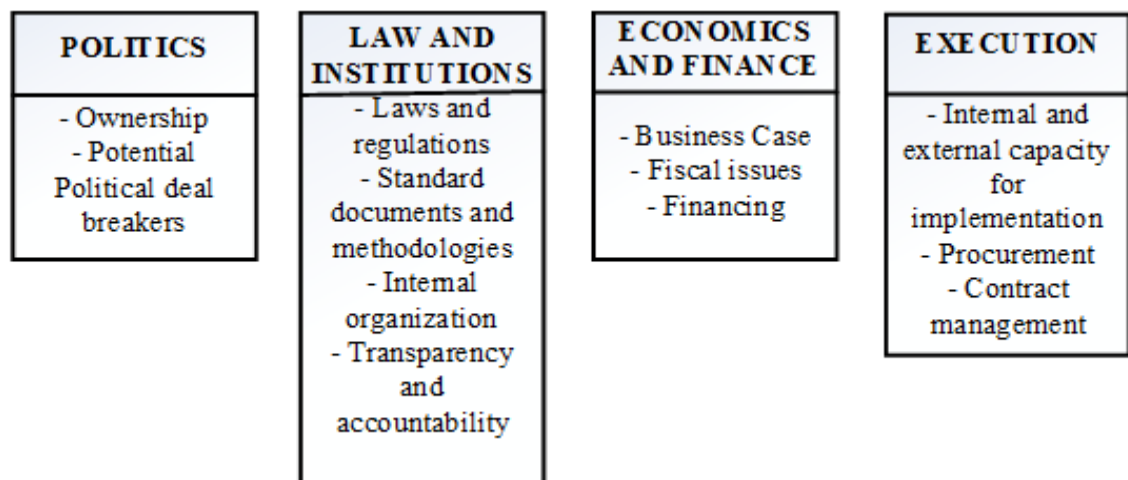 POLITICS
- Ownership
- Potential
Political deal
breakers
LAW AND
INSTITUTIONS
- Laws and
regulations
- Standard
documents and
methodologies
- Internal
organization
- Transparency
and
accountability
ECONOMICS
AND FINANCE
- Business Case
- Fiscal issues
- Financing
EXECUTION
- Internal and
external capacity
for
implementation
- Procurement
- Contract
management